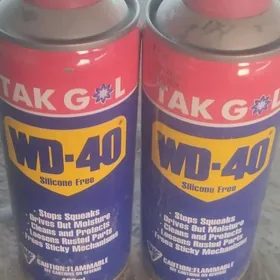 TAK GOL
WD-40
Silicone Free
Stops Squeaks
Drives Out Moisture
Cleans and Protects
Loosens Rusted Parts
Frees Sticky Mechanisms
CAUTION:FLAMMABLE
TAK GOL
WD-40
Silicone Free
Stops Squeaks
Drives Out Moisture
Cleans and Protects
Loosens Rusted Parts
Frees Sticky Mechanisms
CAUTION:FLAMMABLE